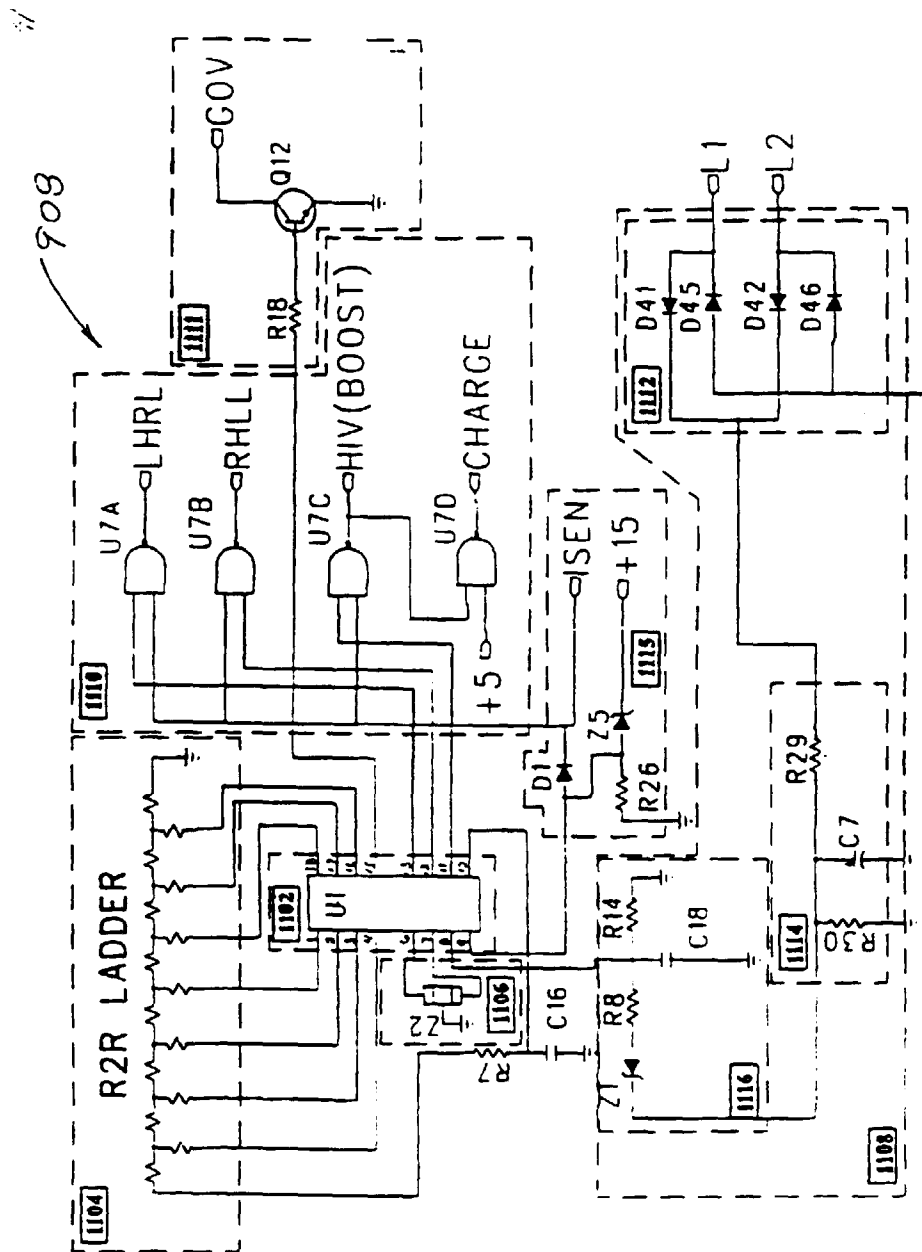 908
GOV
Q12
R18
1111
LHRL
U7A
RHLL
U7B
HIV(BOOST)
U7C
CHARGE
U7D
+5
1110
ISEN
+15
1115
D1
Z5
R26
R2R LADDER
1104
1102
U1
1106
Z2
R7
C16
L1
L2
D41
D45
D42
D46
1112
R29
C7
R30
1114
R14
C18
R8
Z1
1116
1108